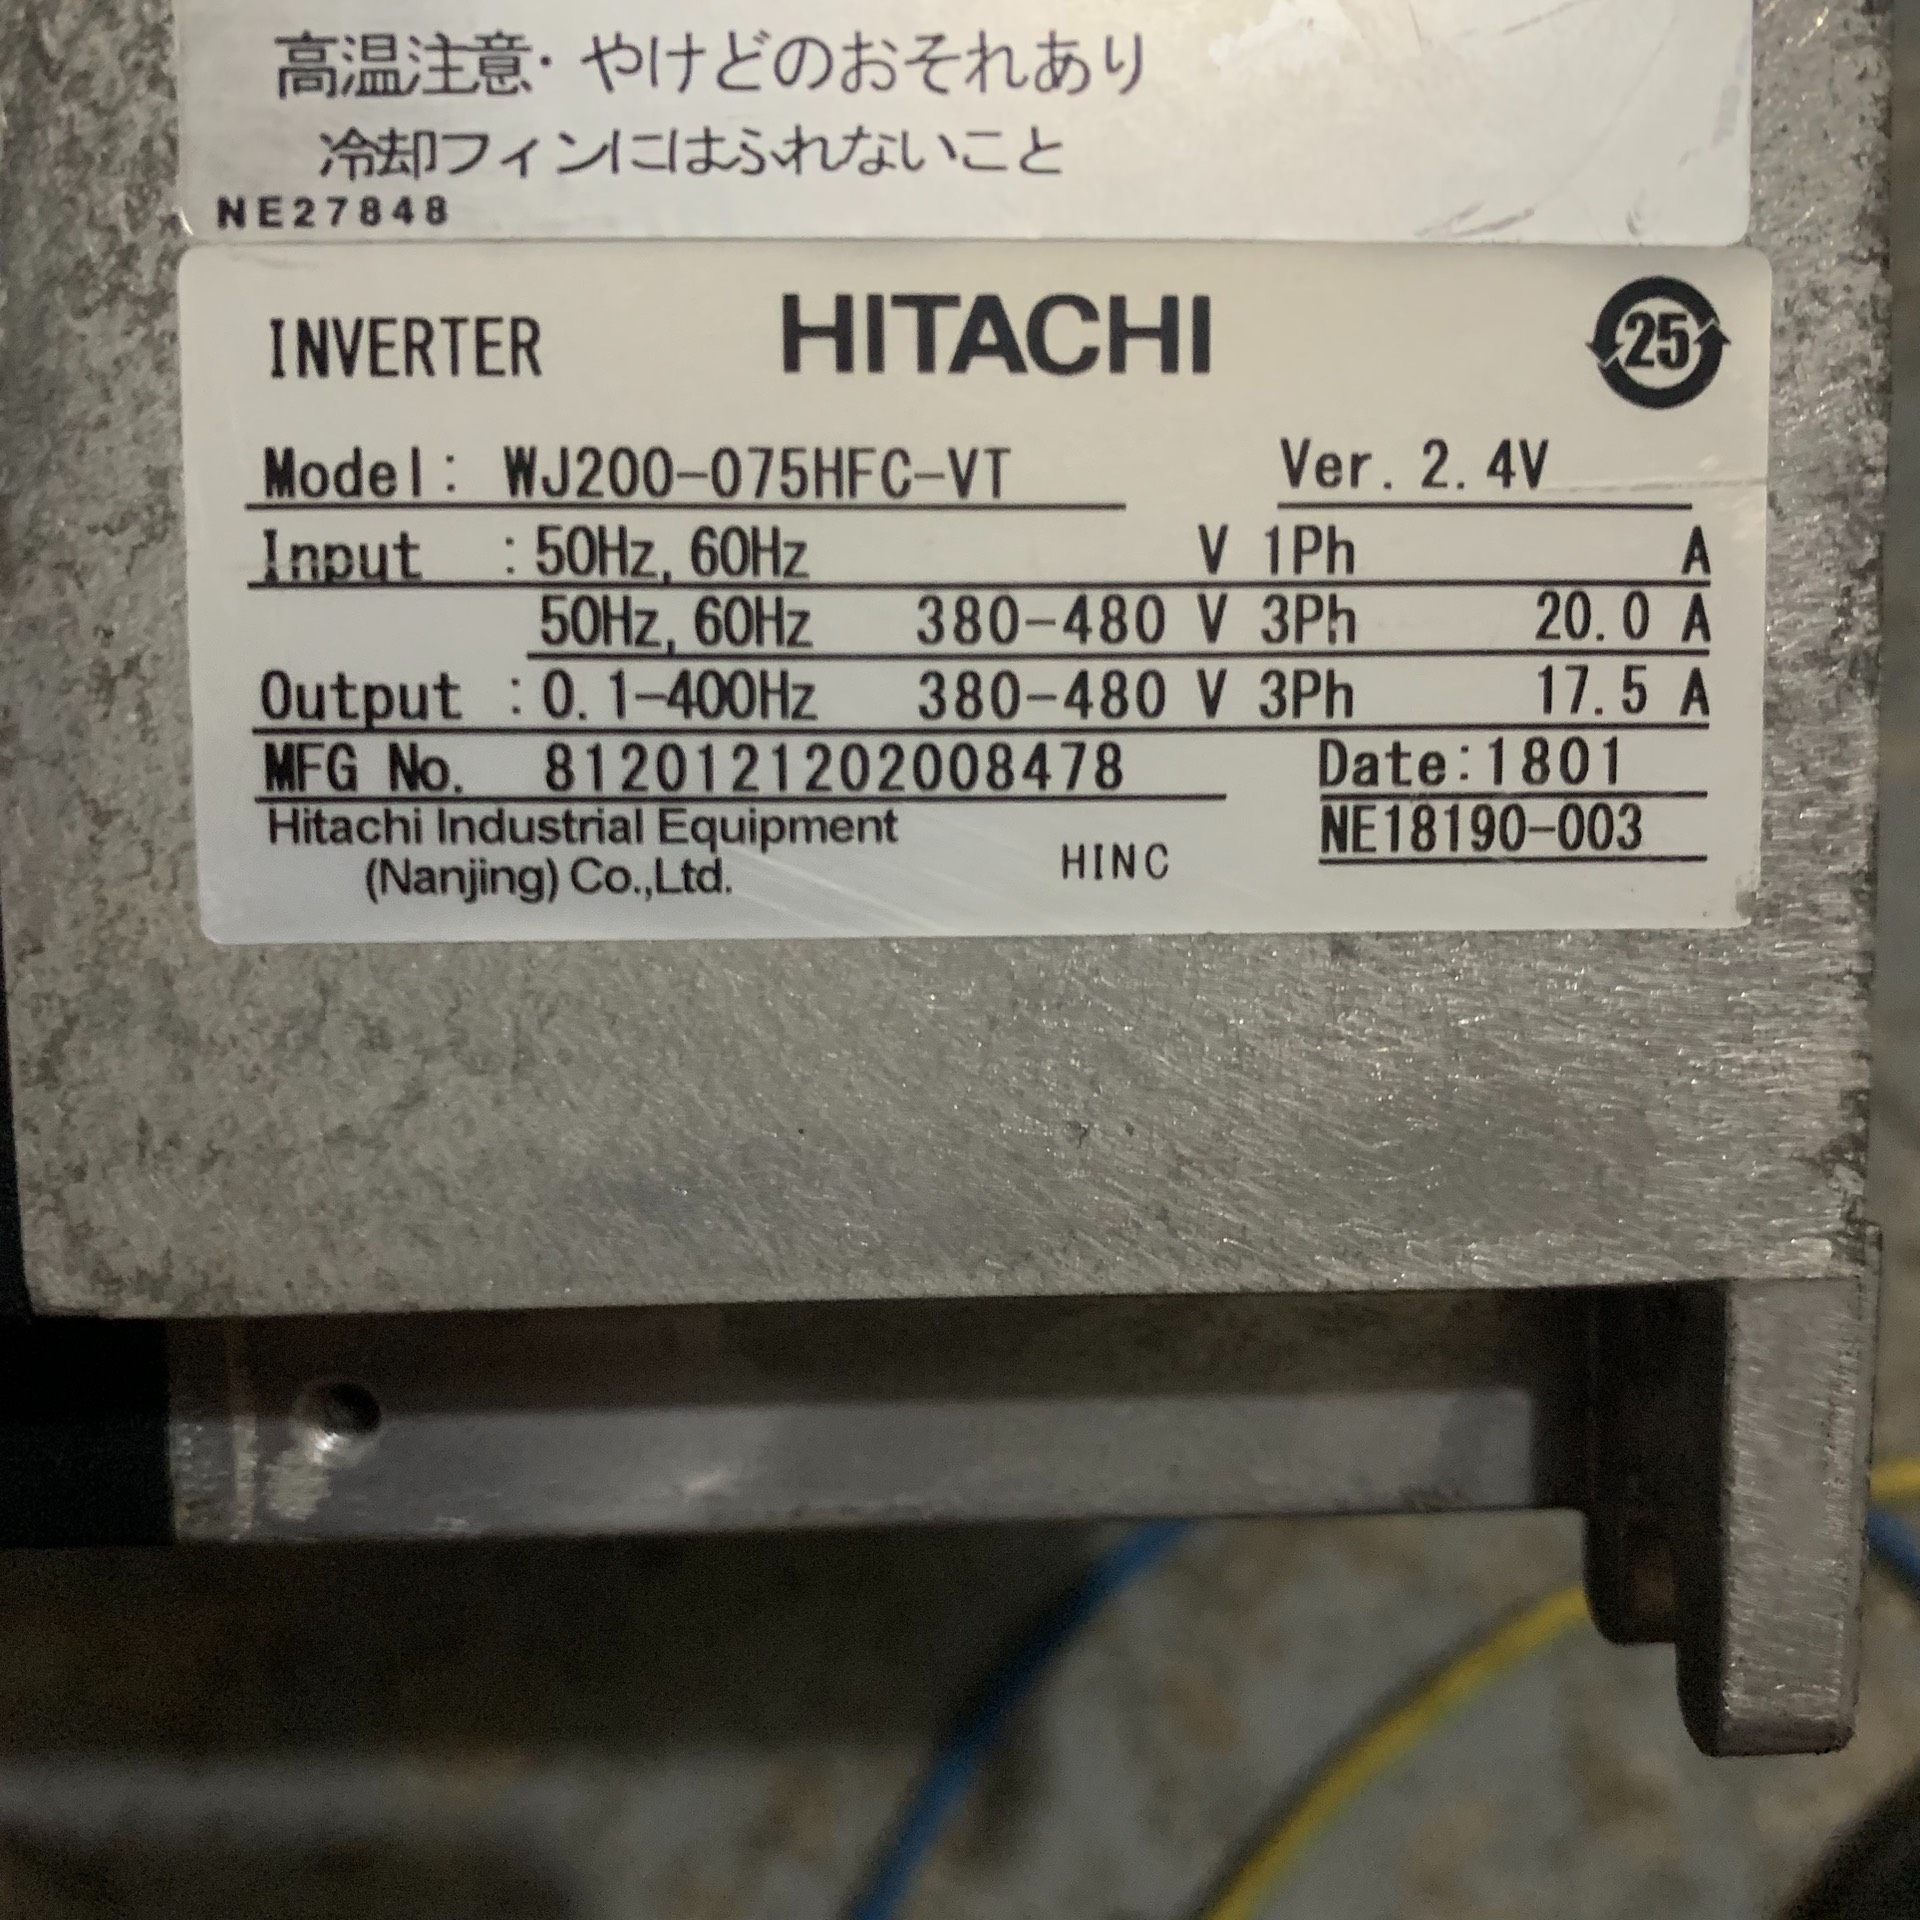 高温注意・やけどのおそれあり
冷却フィンにはふれないこと
NE27848
INVERTER HITACHI 25
Model: WJ200-075HFC-VT Ver. 2.4V
Input : 50Hz, 60Hz V 1Ph A
50Hz, 60Hz 380-480 V 3Ph 20.0 A
Output : 0.1-400Hz 380-480 V 3Ph 17.5 A
MFG No. 8120121202008478 Date:1801
Hitachi Industrial Equipment NE18190-003
(Nanjing) Co.,Ltd. HINC